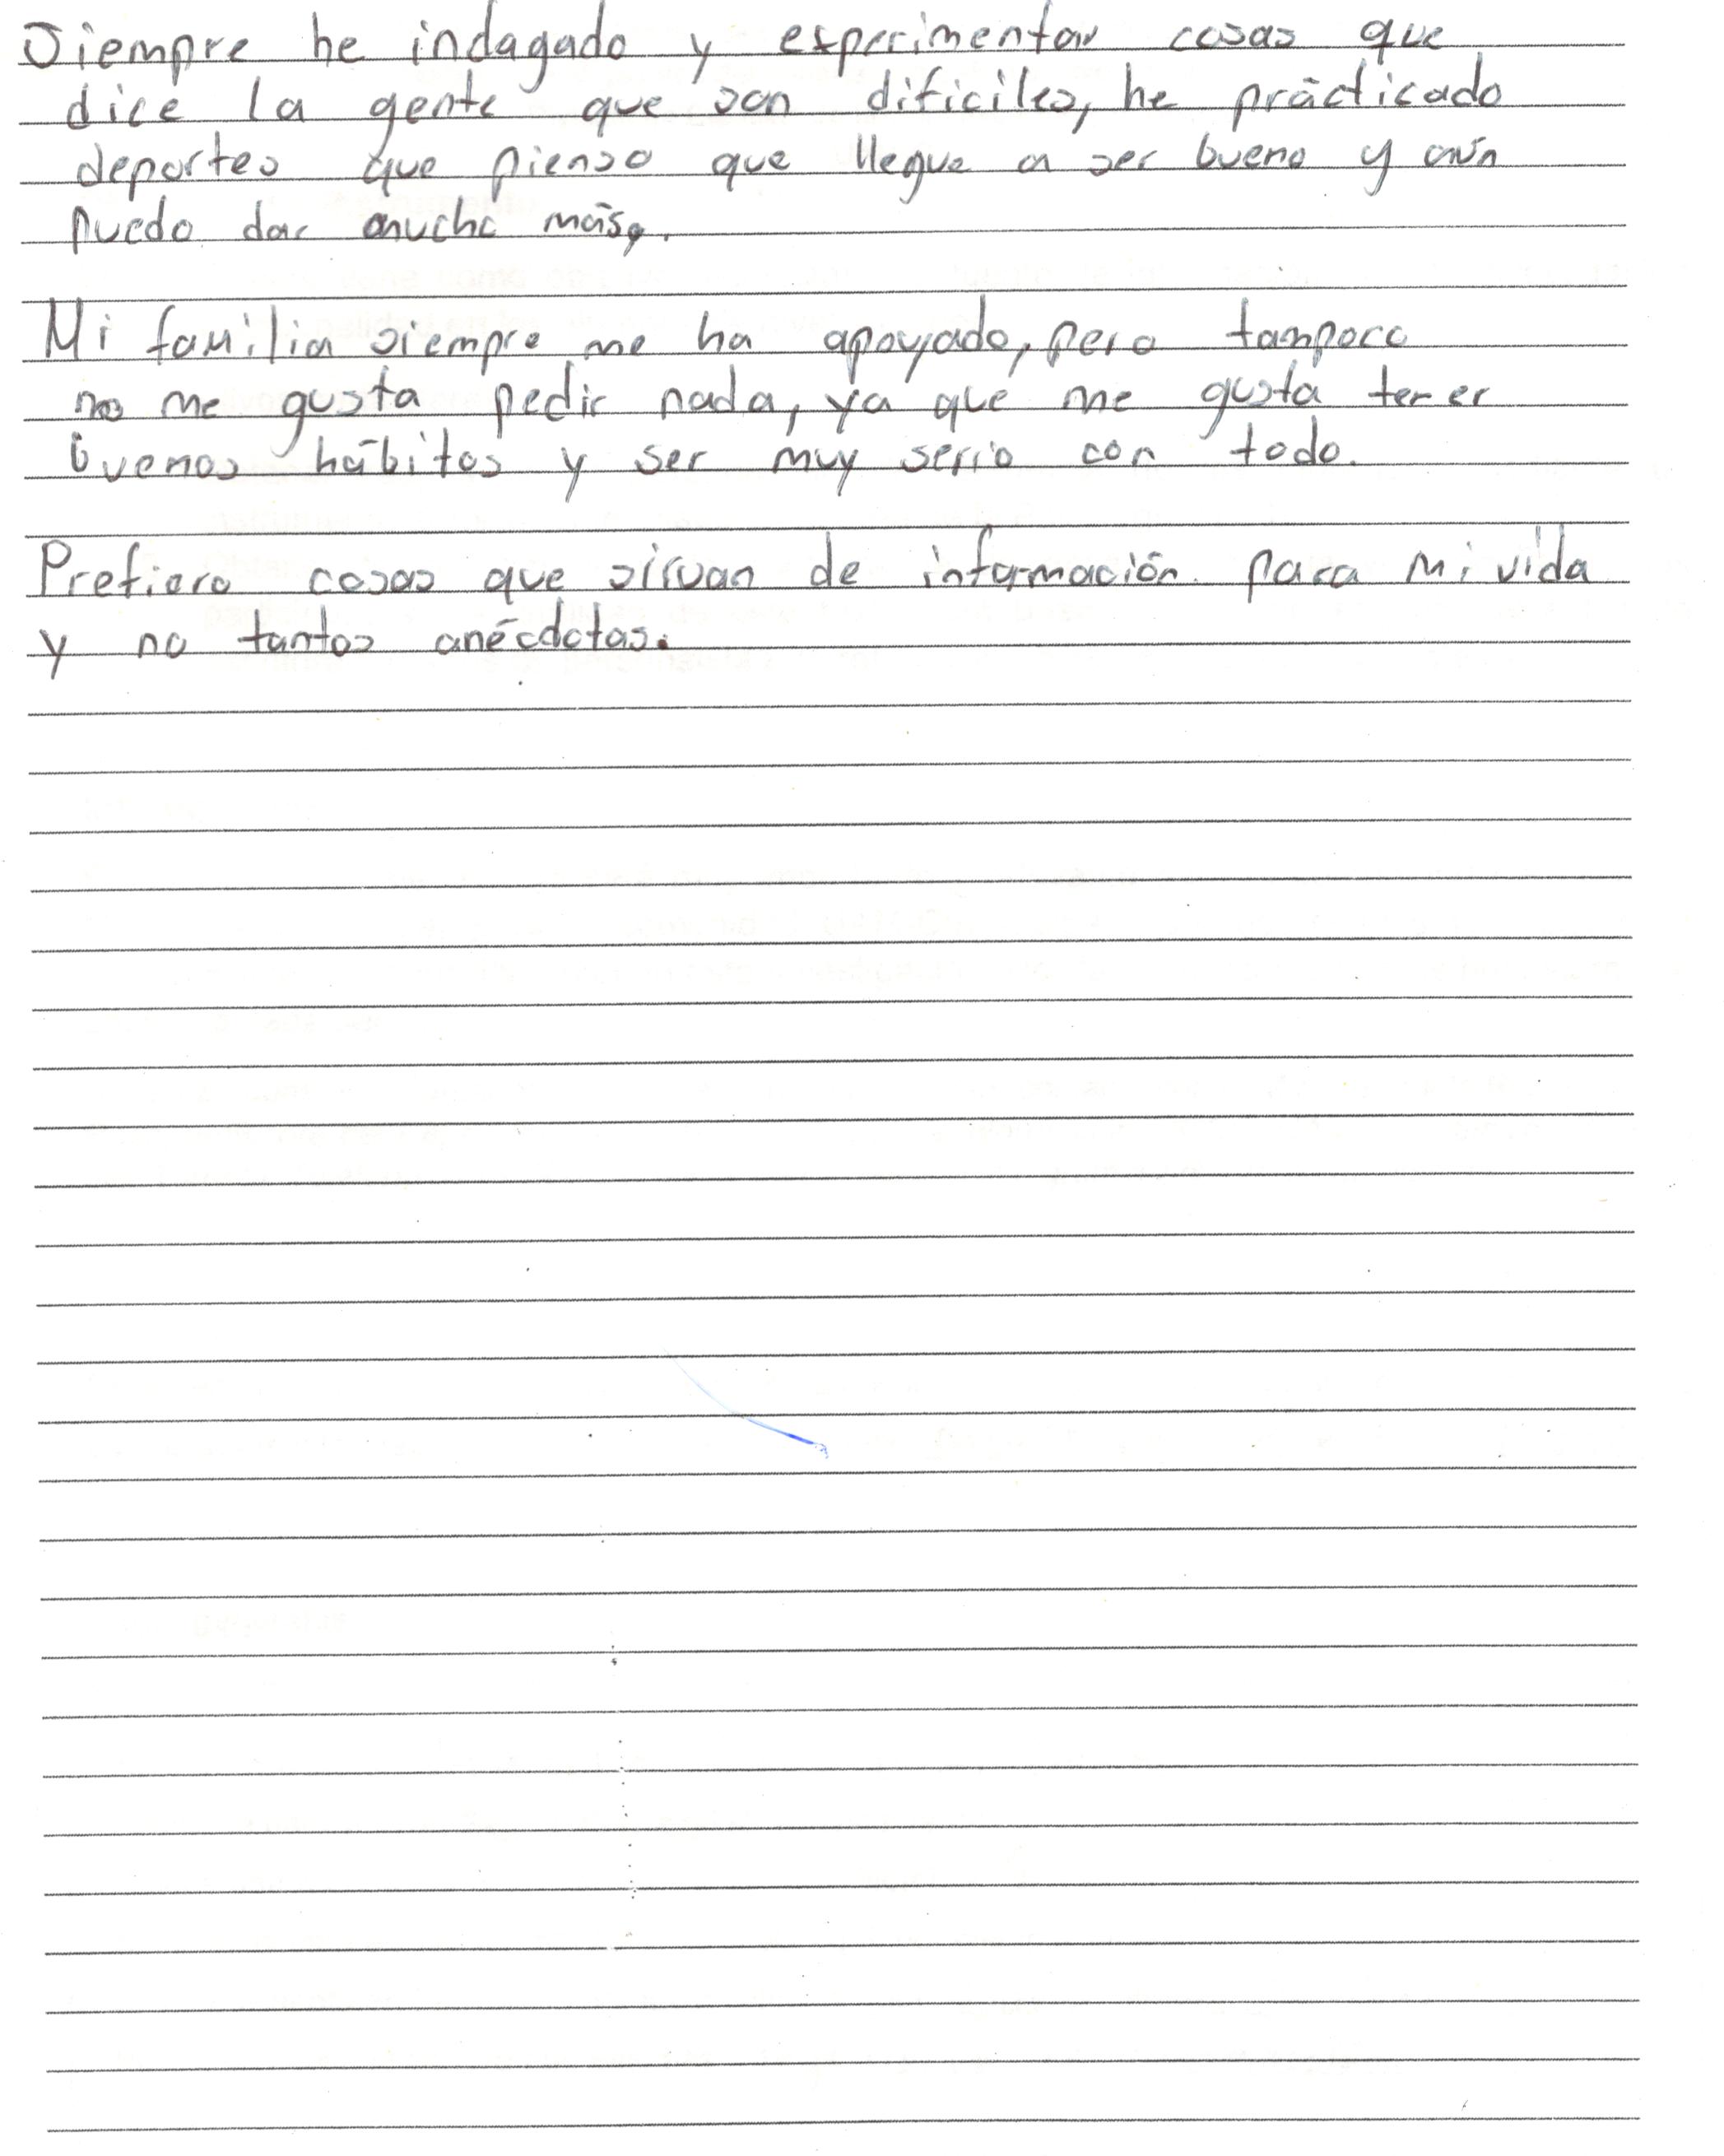 Siempre he indagado y experimentar cosas que
dice la gente que son dificiles, he prácticado
deportes que pienso que llegue a ser bueno y aún
puedo dar mucho más.
Mi familia siempre me ha apoyado, pero tampoco
no me gusta pedir nada, ya que me gusta tener
buenos hábitos y ser muy serio con todo.
Prefiero cosas que sirvan de información para mi vida
y no tantos anécdotas.